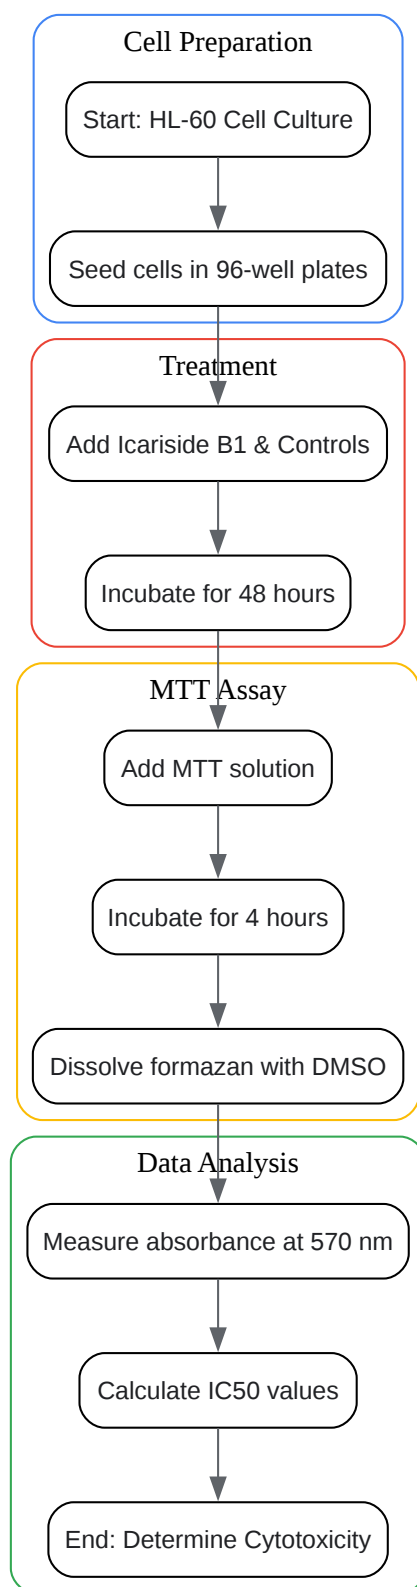 Cell Preparation
Start: HL-60 Cell Culture
Seed cells in 96-well plates
Treatment
Add Icariside B1 & Controls
Incubate for 48 hours
MTT Assay
Add MTT solution
Incubate for 4 hours
Dissolve formazan with DMSO
Data Analysis
Measure absorbance at 570 nm
Calculate IC50 values
End: Determine Cytotoxicity